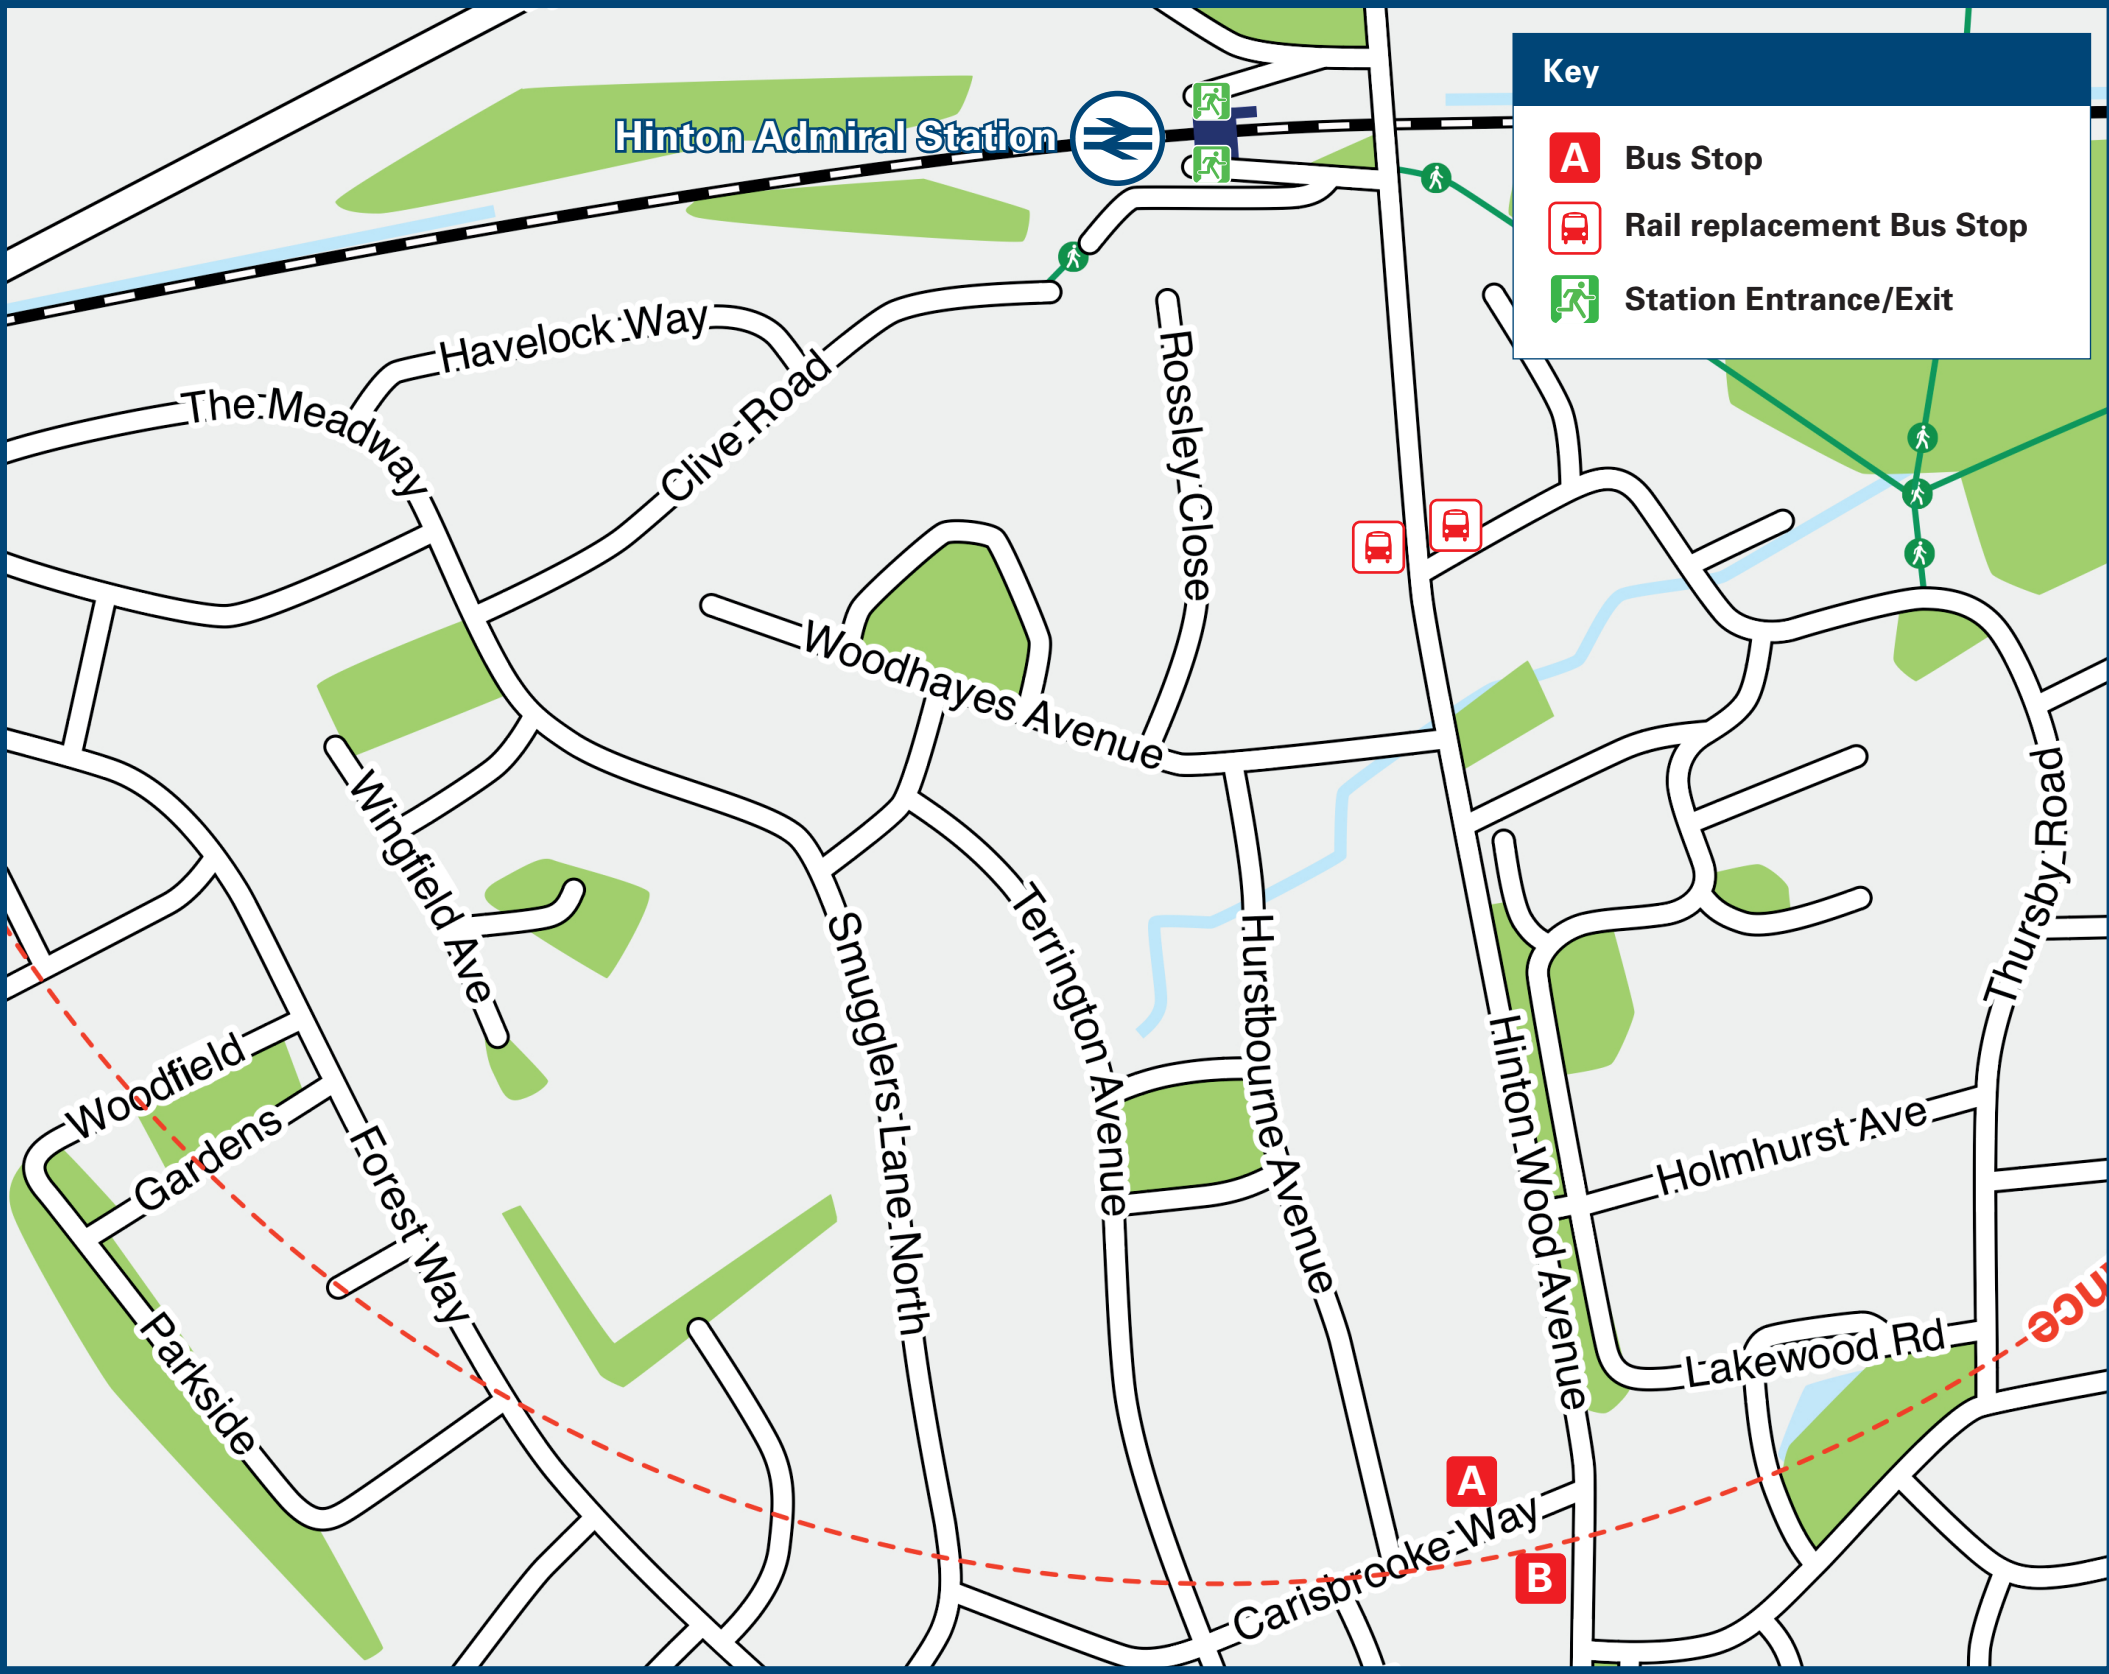 Key
A Bus Stop
Rail replacement Bus Stop
Station Entrance/Exit
Hinton Admiral Station
Havelock Way
The Meadway
Clive Road
Rossley Close
Woodhayes Avenue
Wingfield Ave
Smugglers Lane North
Terrington Avenue
Hurstbourne Avenue
Hinton Wood Avenue
Thursby Road
Woodfield
Gardens
Forest Way
Parkside
Holmhurst Ave
Lakewood Rd
nce
A
Carisbrooke Way
B